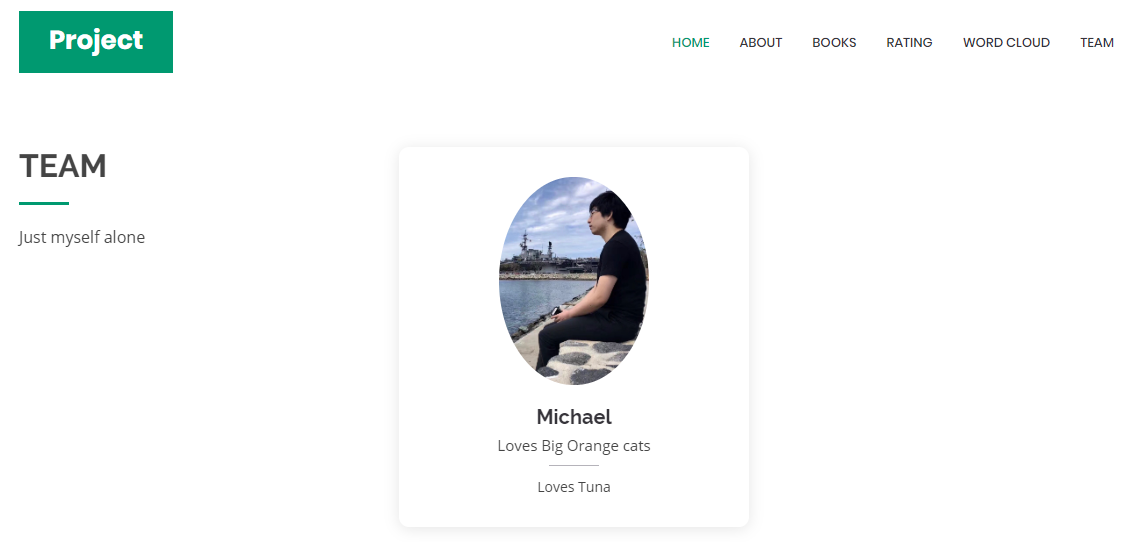 Project
HOME ABOUT BOOKS RATING WORD CLOUD TEAM
TEAM
Just myself alone
Michael
Loves Big Orange cats
Loves Tuna